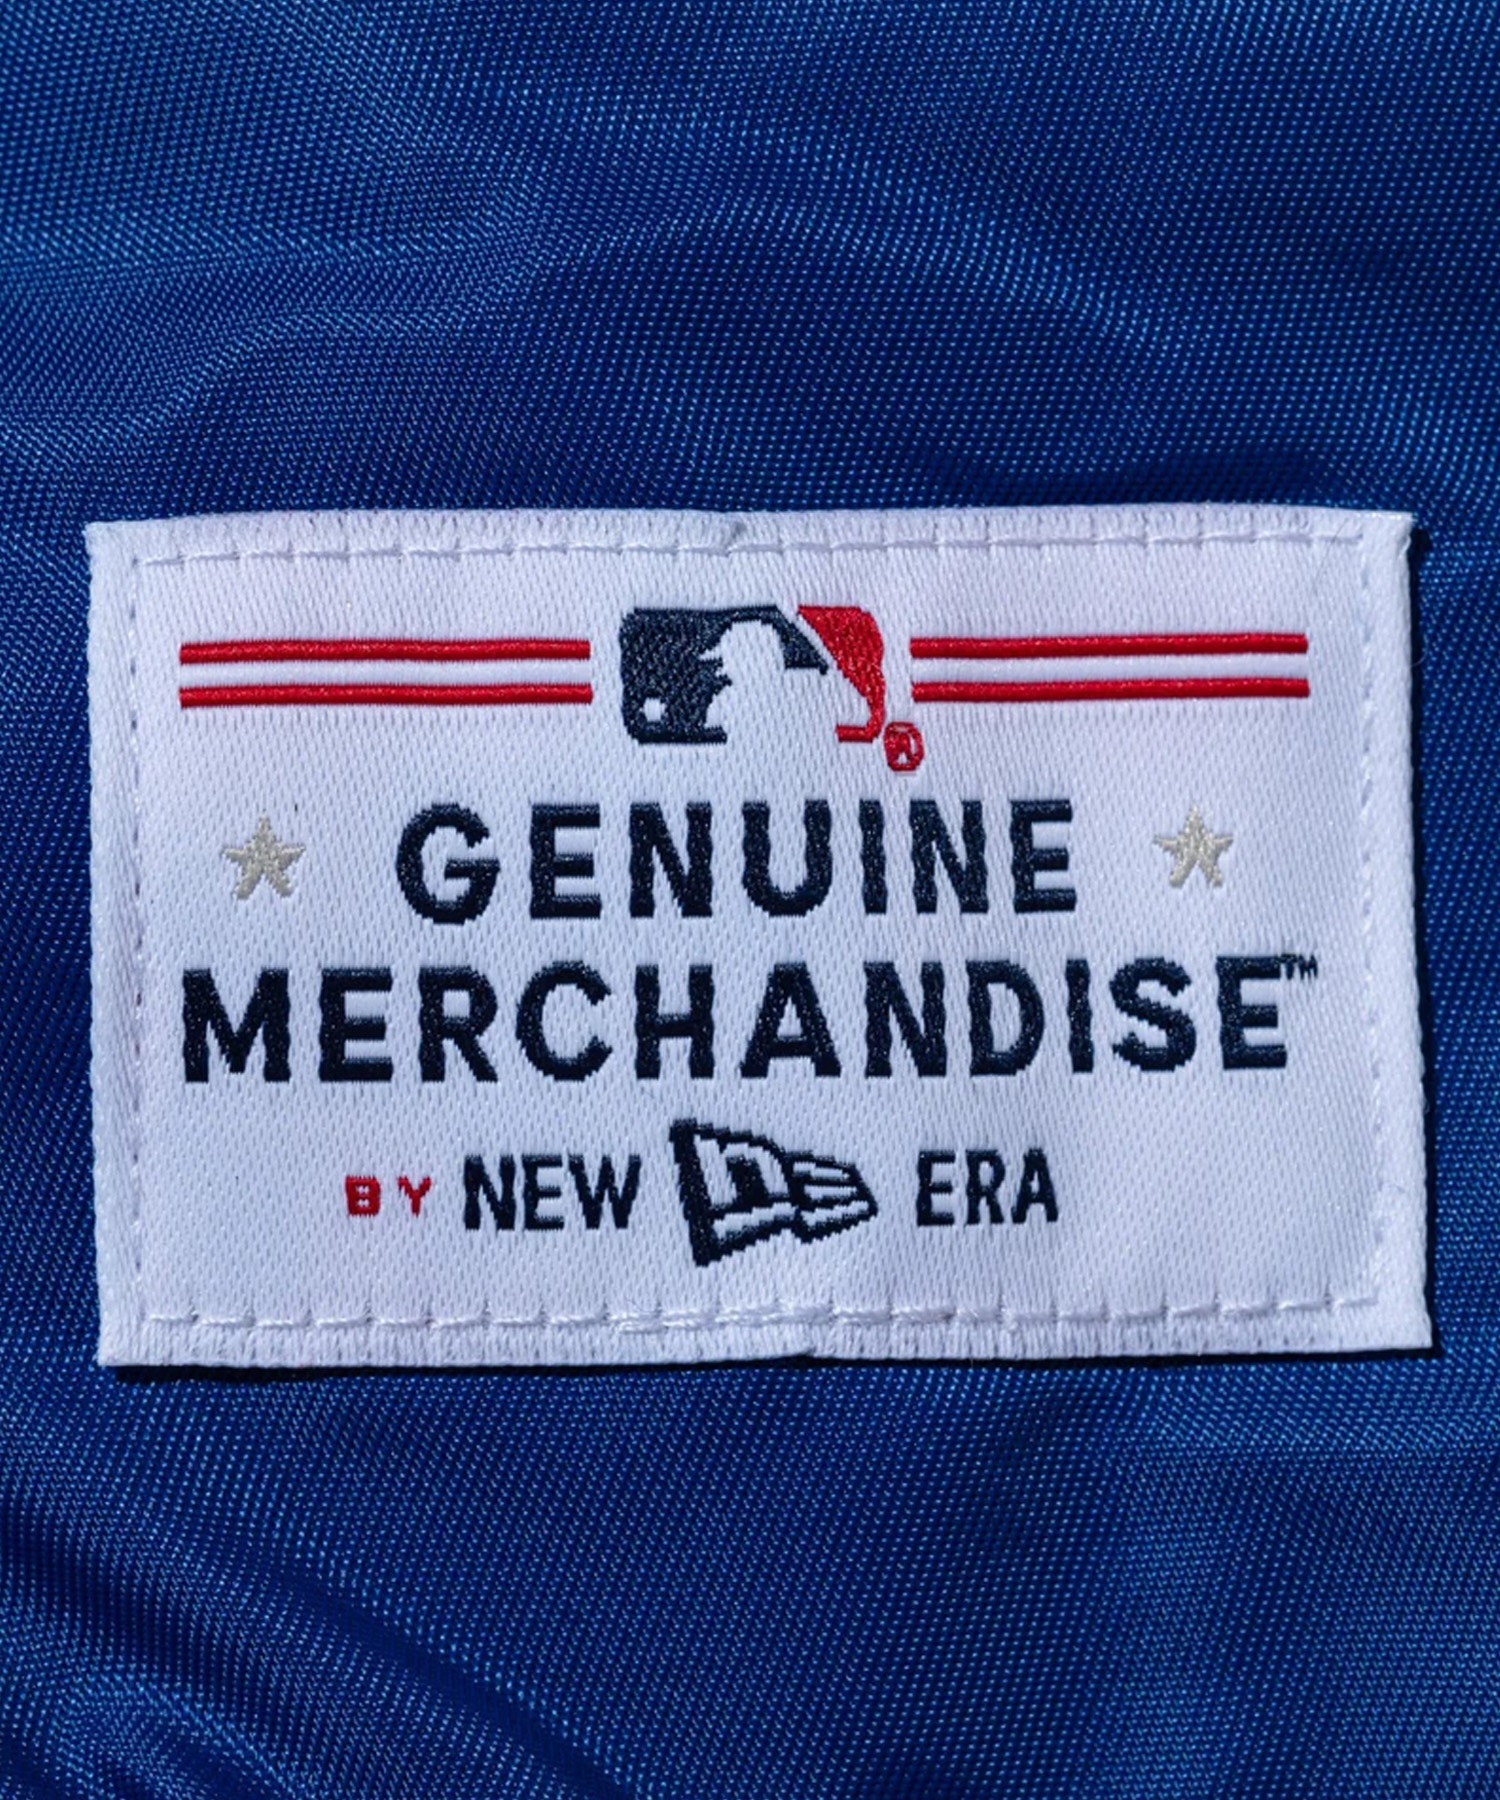 ®
GENUINE
MERCHANDISE™
BY NEW ERA